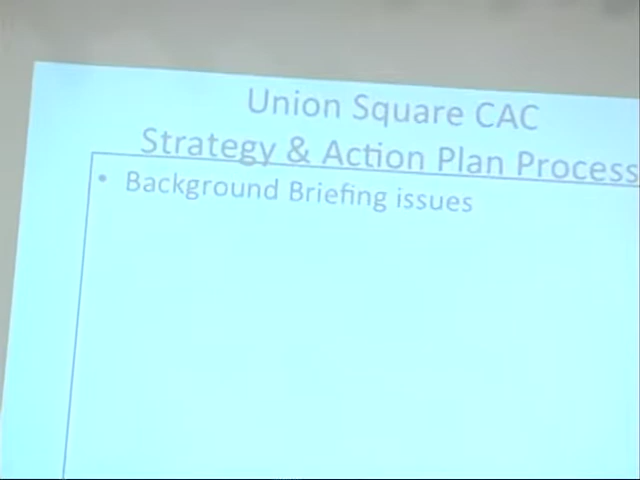 Union Square CAC
Strategy & Action Plan Process
• Background Briefing issues